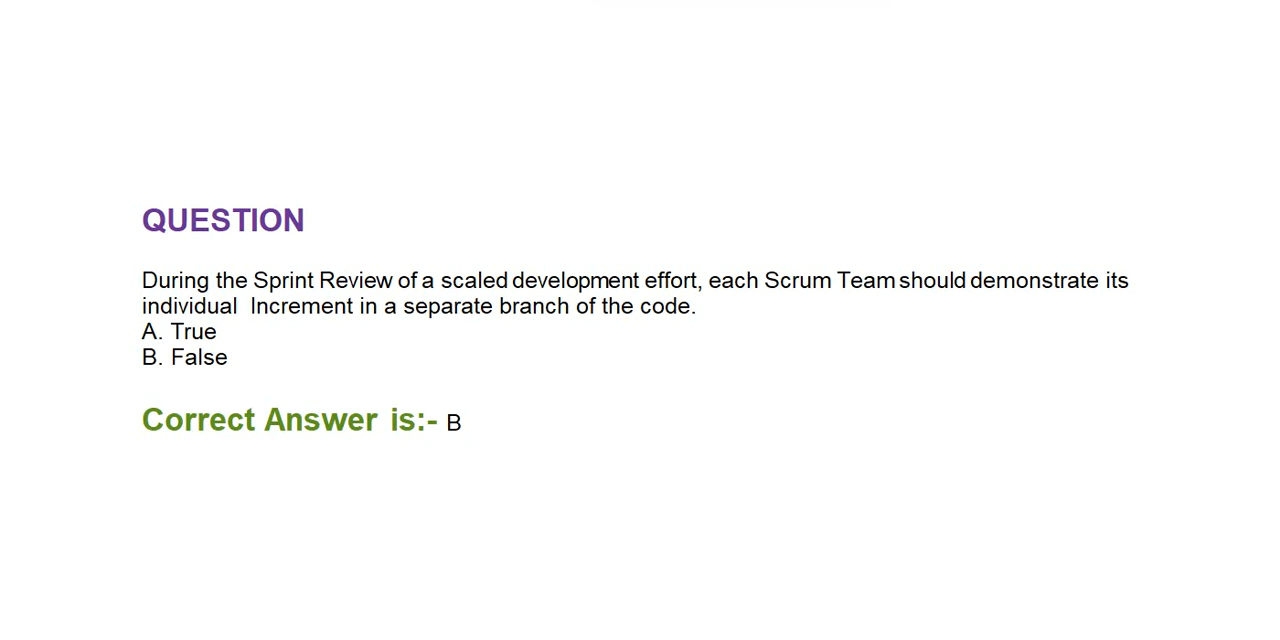 QUESTION
During the Sprint Review of a scaled development effort, each Scrum Team should demonstrate its
individual Increment in a separate branch of the code.
A. True
B. False
Correct Answer is:- B